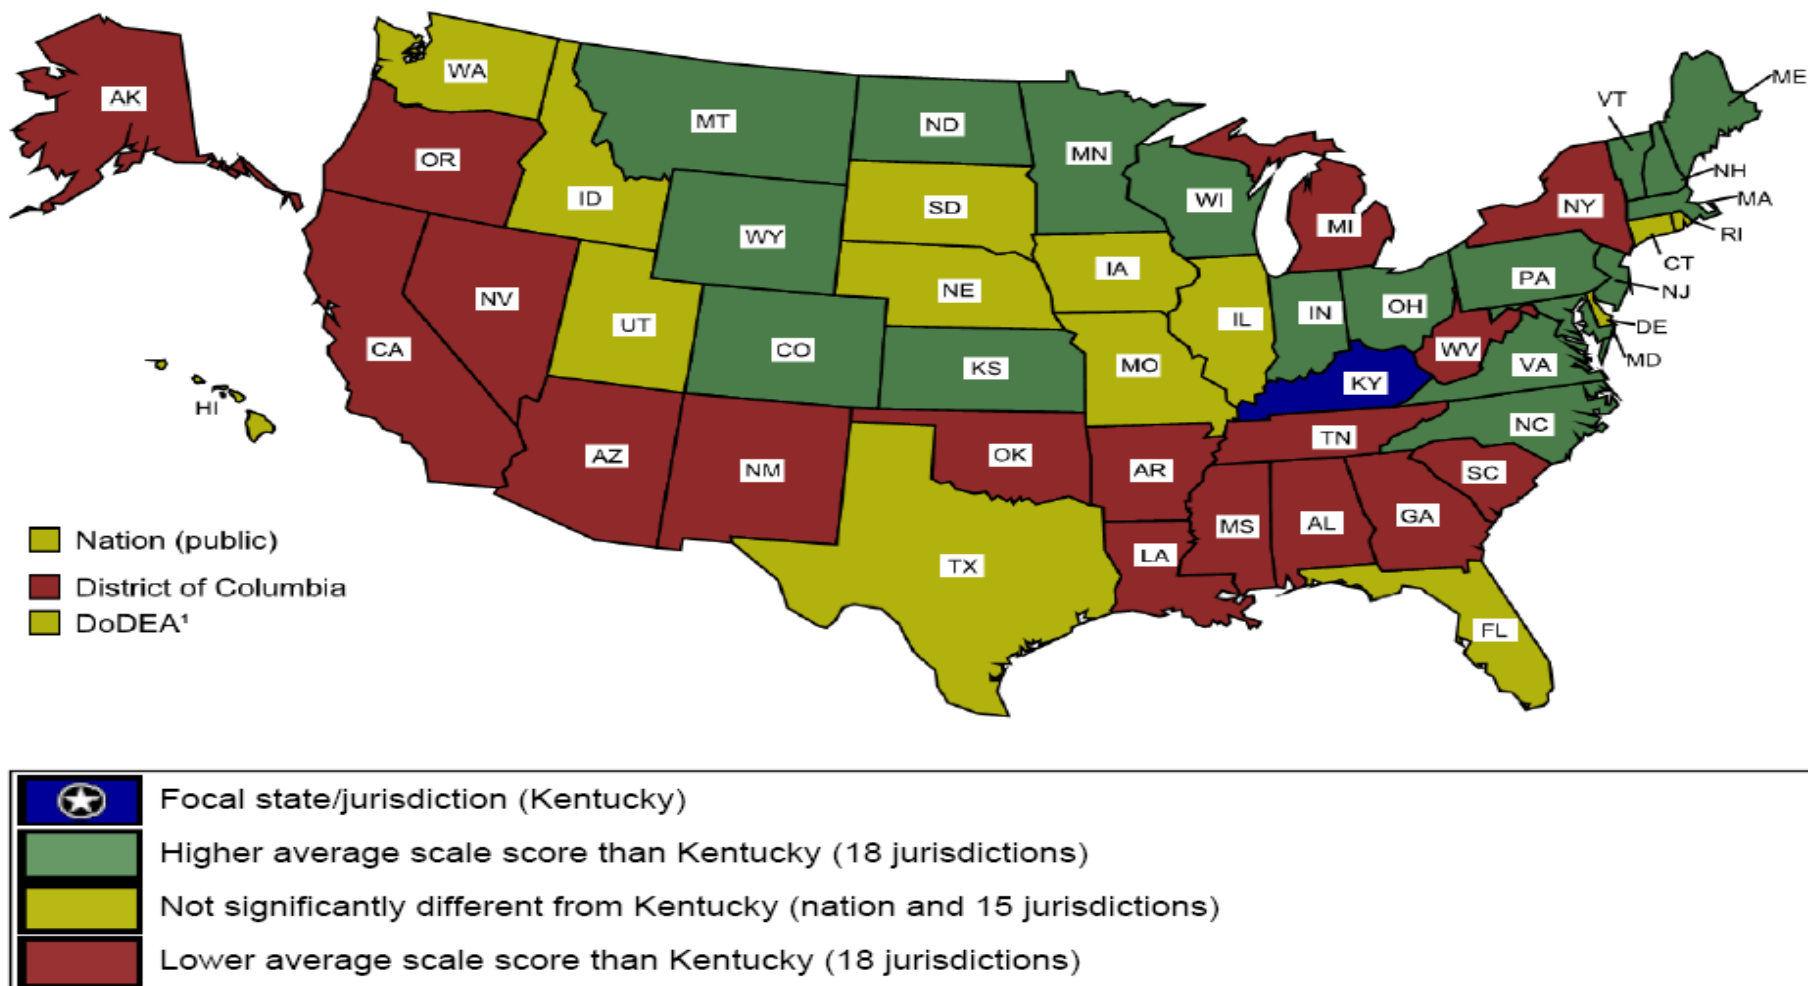 AK
WA
MT
ND
MN
VT
ME
OR
ID
SD
WI
MI
NY
NH
MA
RI
CT
WY
NE
IA
PA
NJ
NV
UT
CO
KS
MO
IL
IN
OH
WV
VA
DE
MD
CA
KY
HI
AZ
NM
OK
AR
TN
NC
SC
MS
AL
GA
TX
LA
FL
Nation (public)
District of Columbia
DoDEA¹
Focal state/jurisdiction (Kentucky)
Higher average scale score than Kentucky (18 jurisdictions)
Not significantly different from Kentucky (nation and 15 jurisdictions)
Lower average scale score than Kentucky (18 jurisdictions)